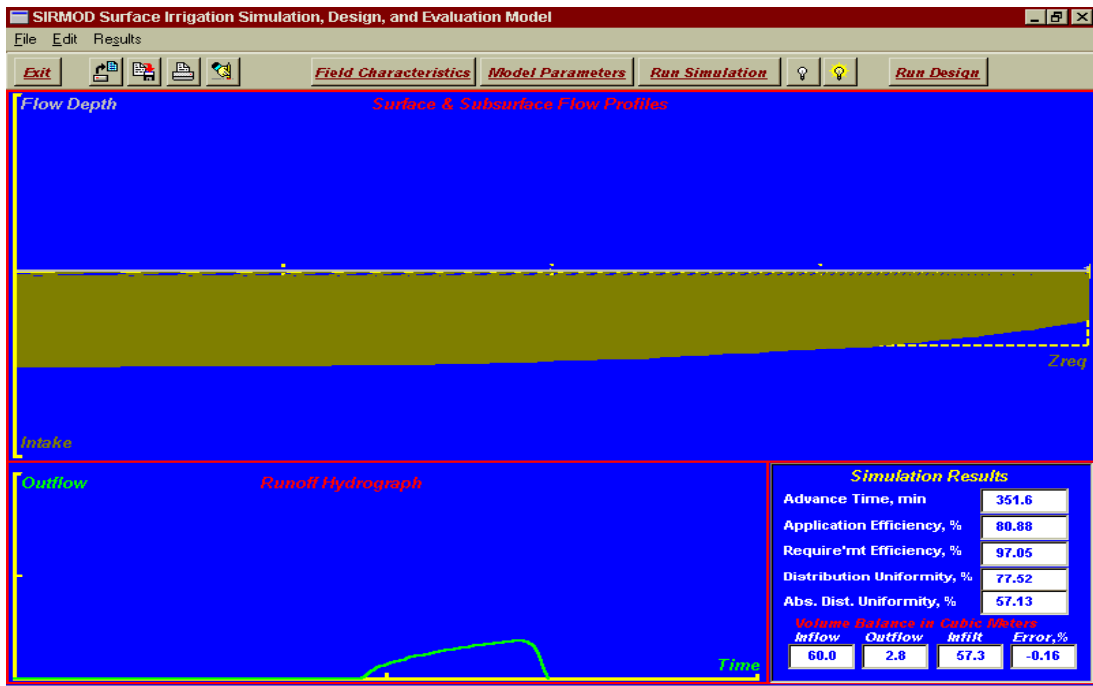 SIRMOD Surface Irrigation Simulation, Design, and Evaluation Model
File Edit Results
Exit Field Characteristics Model Parameters Run Simulation Run Design
Flow Depth
Surface & Subsurface Flow Profiles
Zreq
Intake
Outflow
Runoff Hydrograph
Time
Simulation Results
Advance Time, min 351.6
Application Efficiency, % 80.88
Require'mt Efficiency, % 97.05
Distribution Uniformity, % 77.52
Abs. Dist. Uniformity, % 57.13
Volume Balance in Cubic Meters
Inflow Outflow Infilt Error,%
60.0 2.8 57.3 -0.16